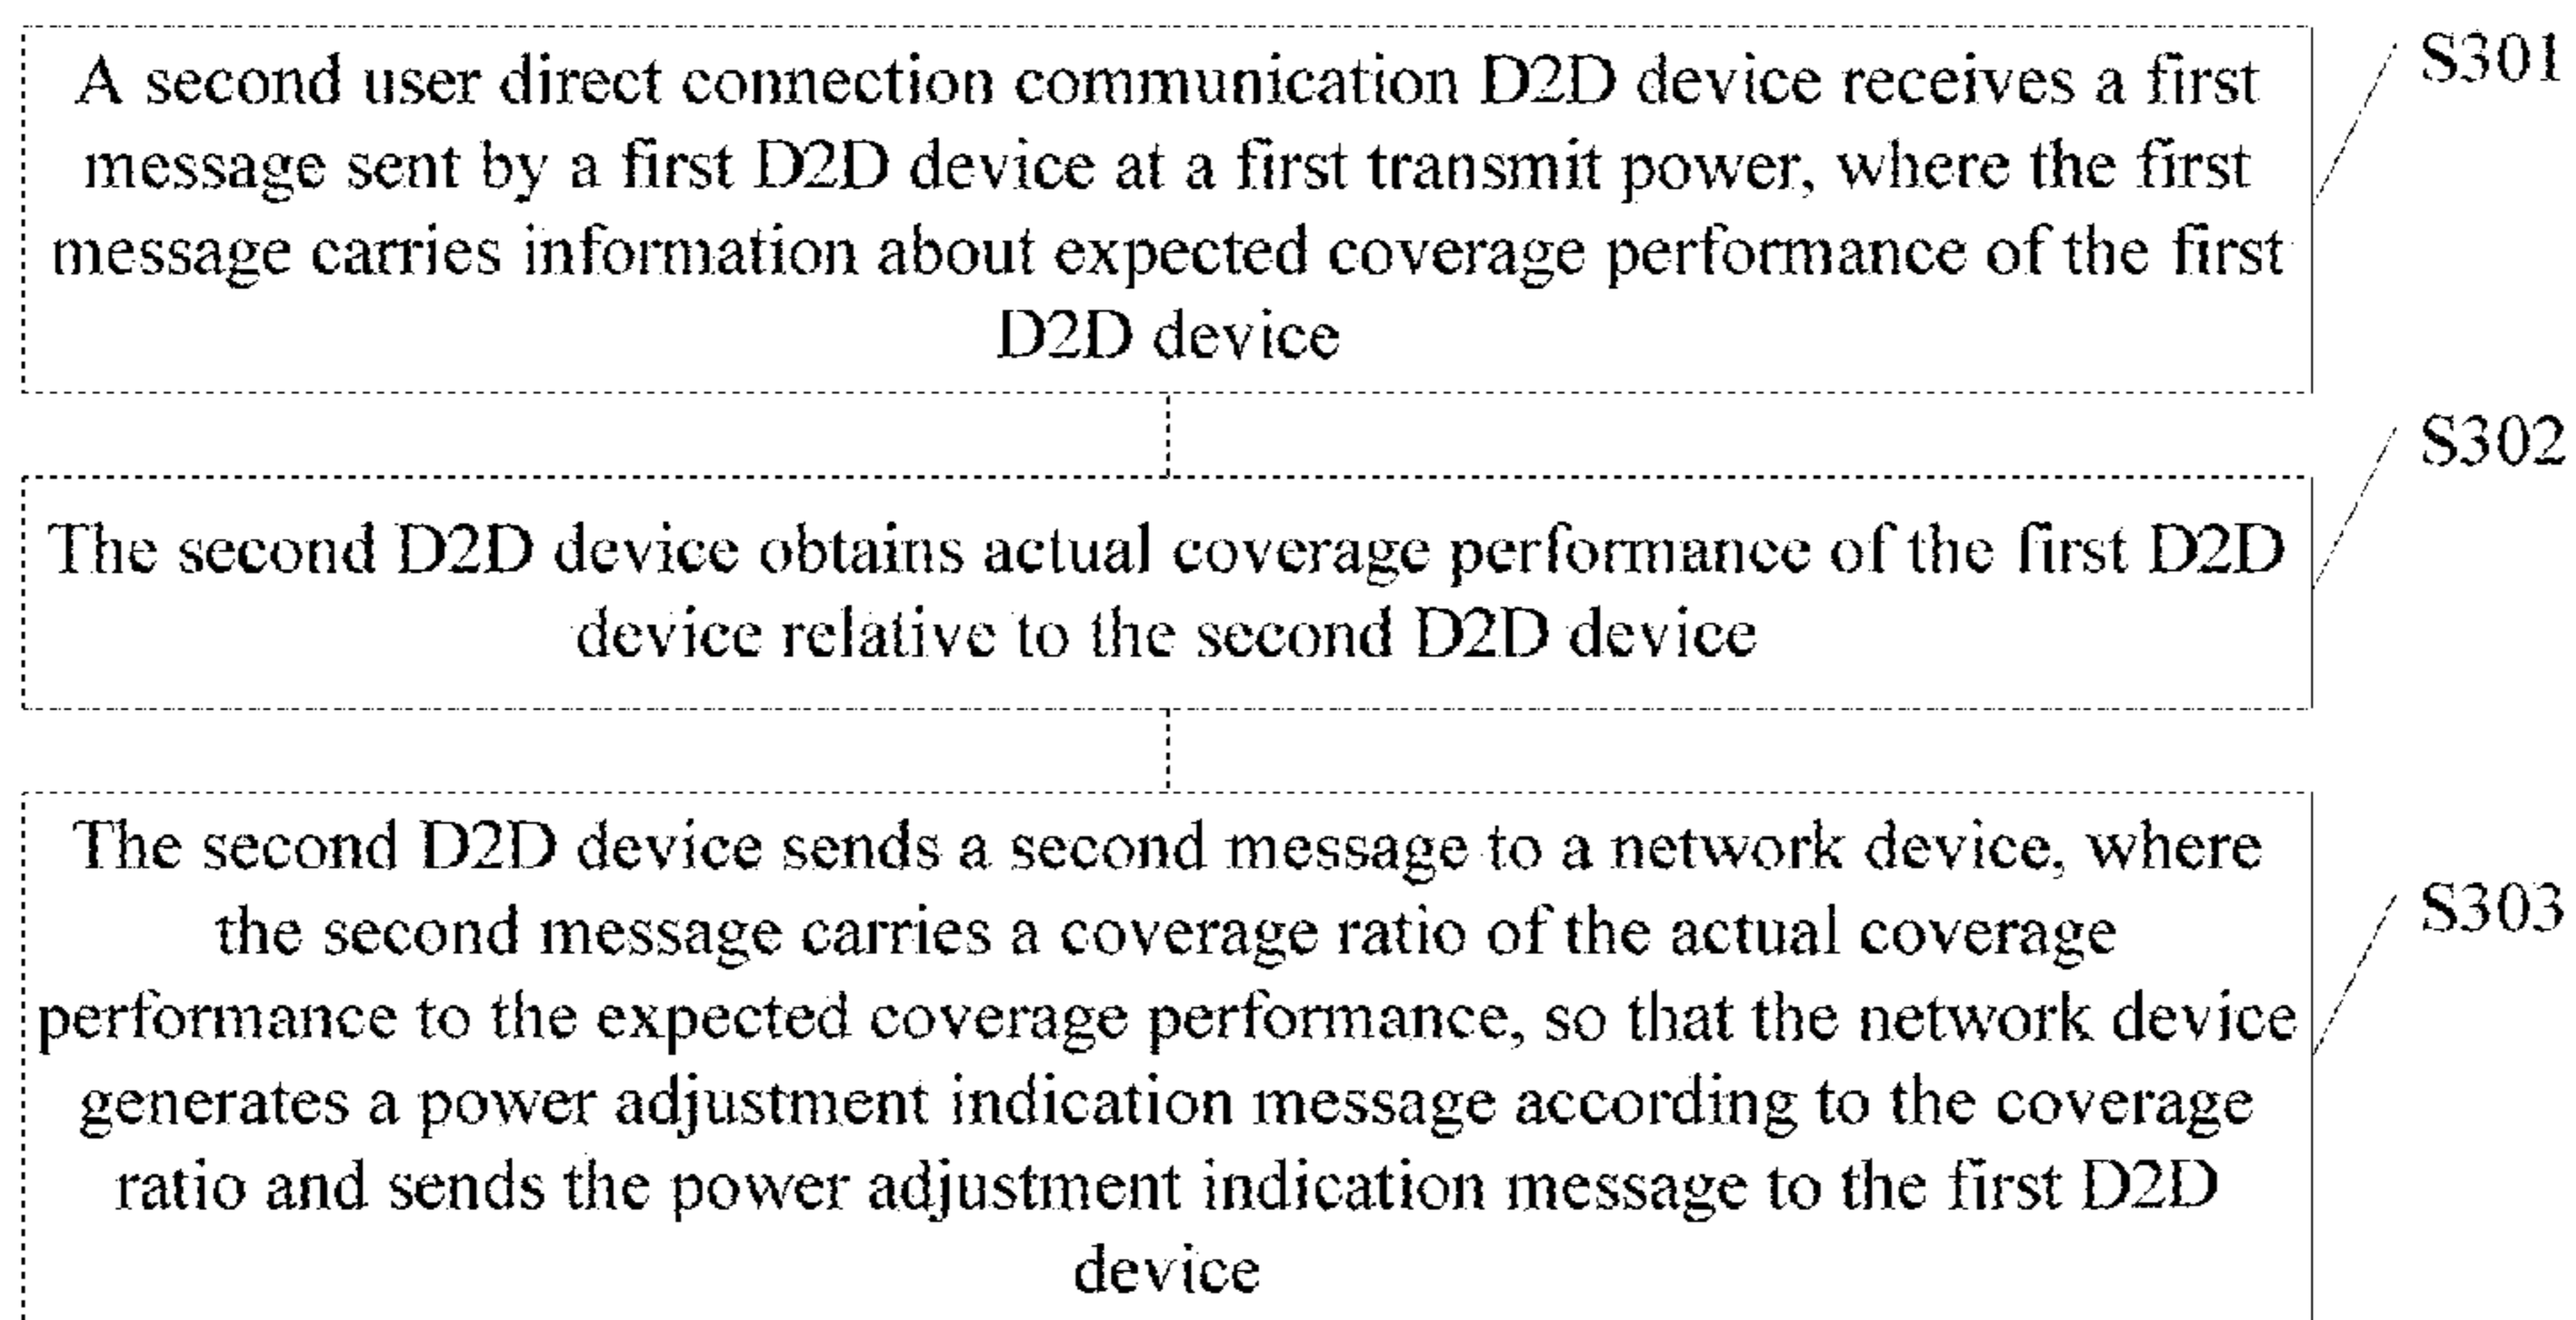 A second user direct connection communication D2D device receives a first
message sent by a first D2D device at a first transmit power, where the first
message carries information about expected coverage performance of the first
D2D device
S301
The second D2D device obtains actual coverage performance of the first D2D
device relative to the second D2D device
S302
The second D2D device sends a second message to a network device, where
the second message carries a coverage ratio of the actual coverage
performance to the expected coverage performance, so that the network device
generates a power adjustment indication message according to the coverage
ratio and sends the power adjustment indication message to the first D2D
device
S303